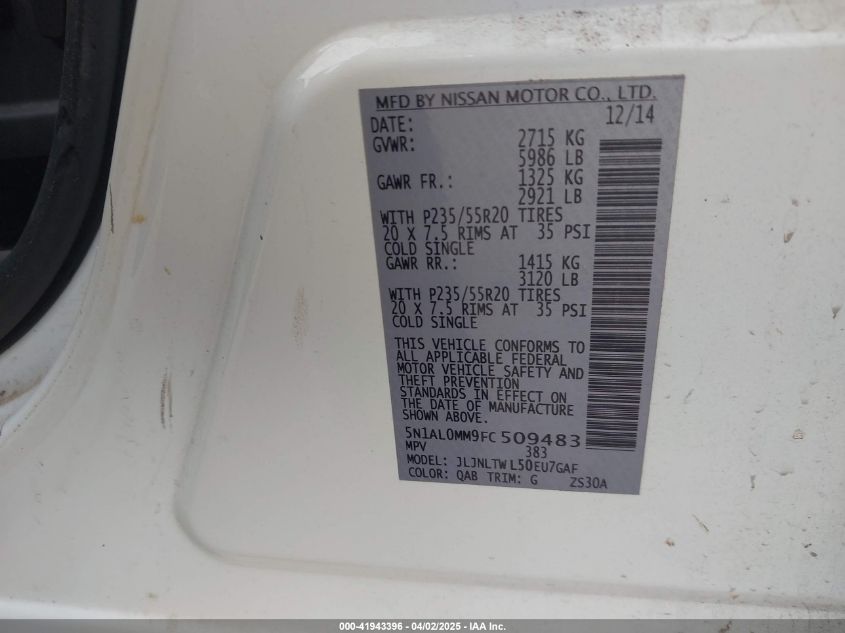 MFD BY NISSAN MOTOR CO., LTD.
DATE: 12/14
GVWR: 2715 KG
5986 LB
GAWR FR.: 1325 KG
2921 LB
WITH P235/55R20 TIRES
20 X 7.5 RIMS AT 35 PSI
COLD SINGLE
GAWR RR.: 1415 KG
3120 LB
WITH P235/55R20 TIRES
20 X 7.5 RIMS AT 35 PSI
COLD SINGLE
THIS VEHICLE CONFORMS TO
ALL APPLICABLE FEDERAL
MOTOR VEHICLE SAFETY AND
THEFT PREVENTION
STANDARDS IN EFFECT ON
THE DATE OF MANUFACTURE
SHOWN ABOVE.
5N1AL0MM9FC 509483
MPV 383
MODEL: JLJNLTW L50EU7GAF
COLOR: QAB TRIM: G ZS30A
000-41943396 - 04/02/2025 - IAA Inc.